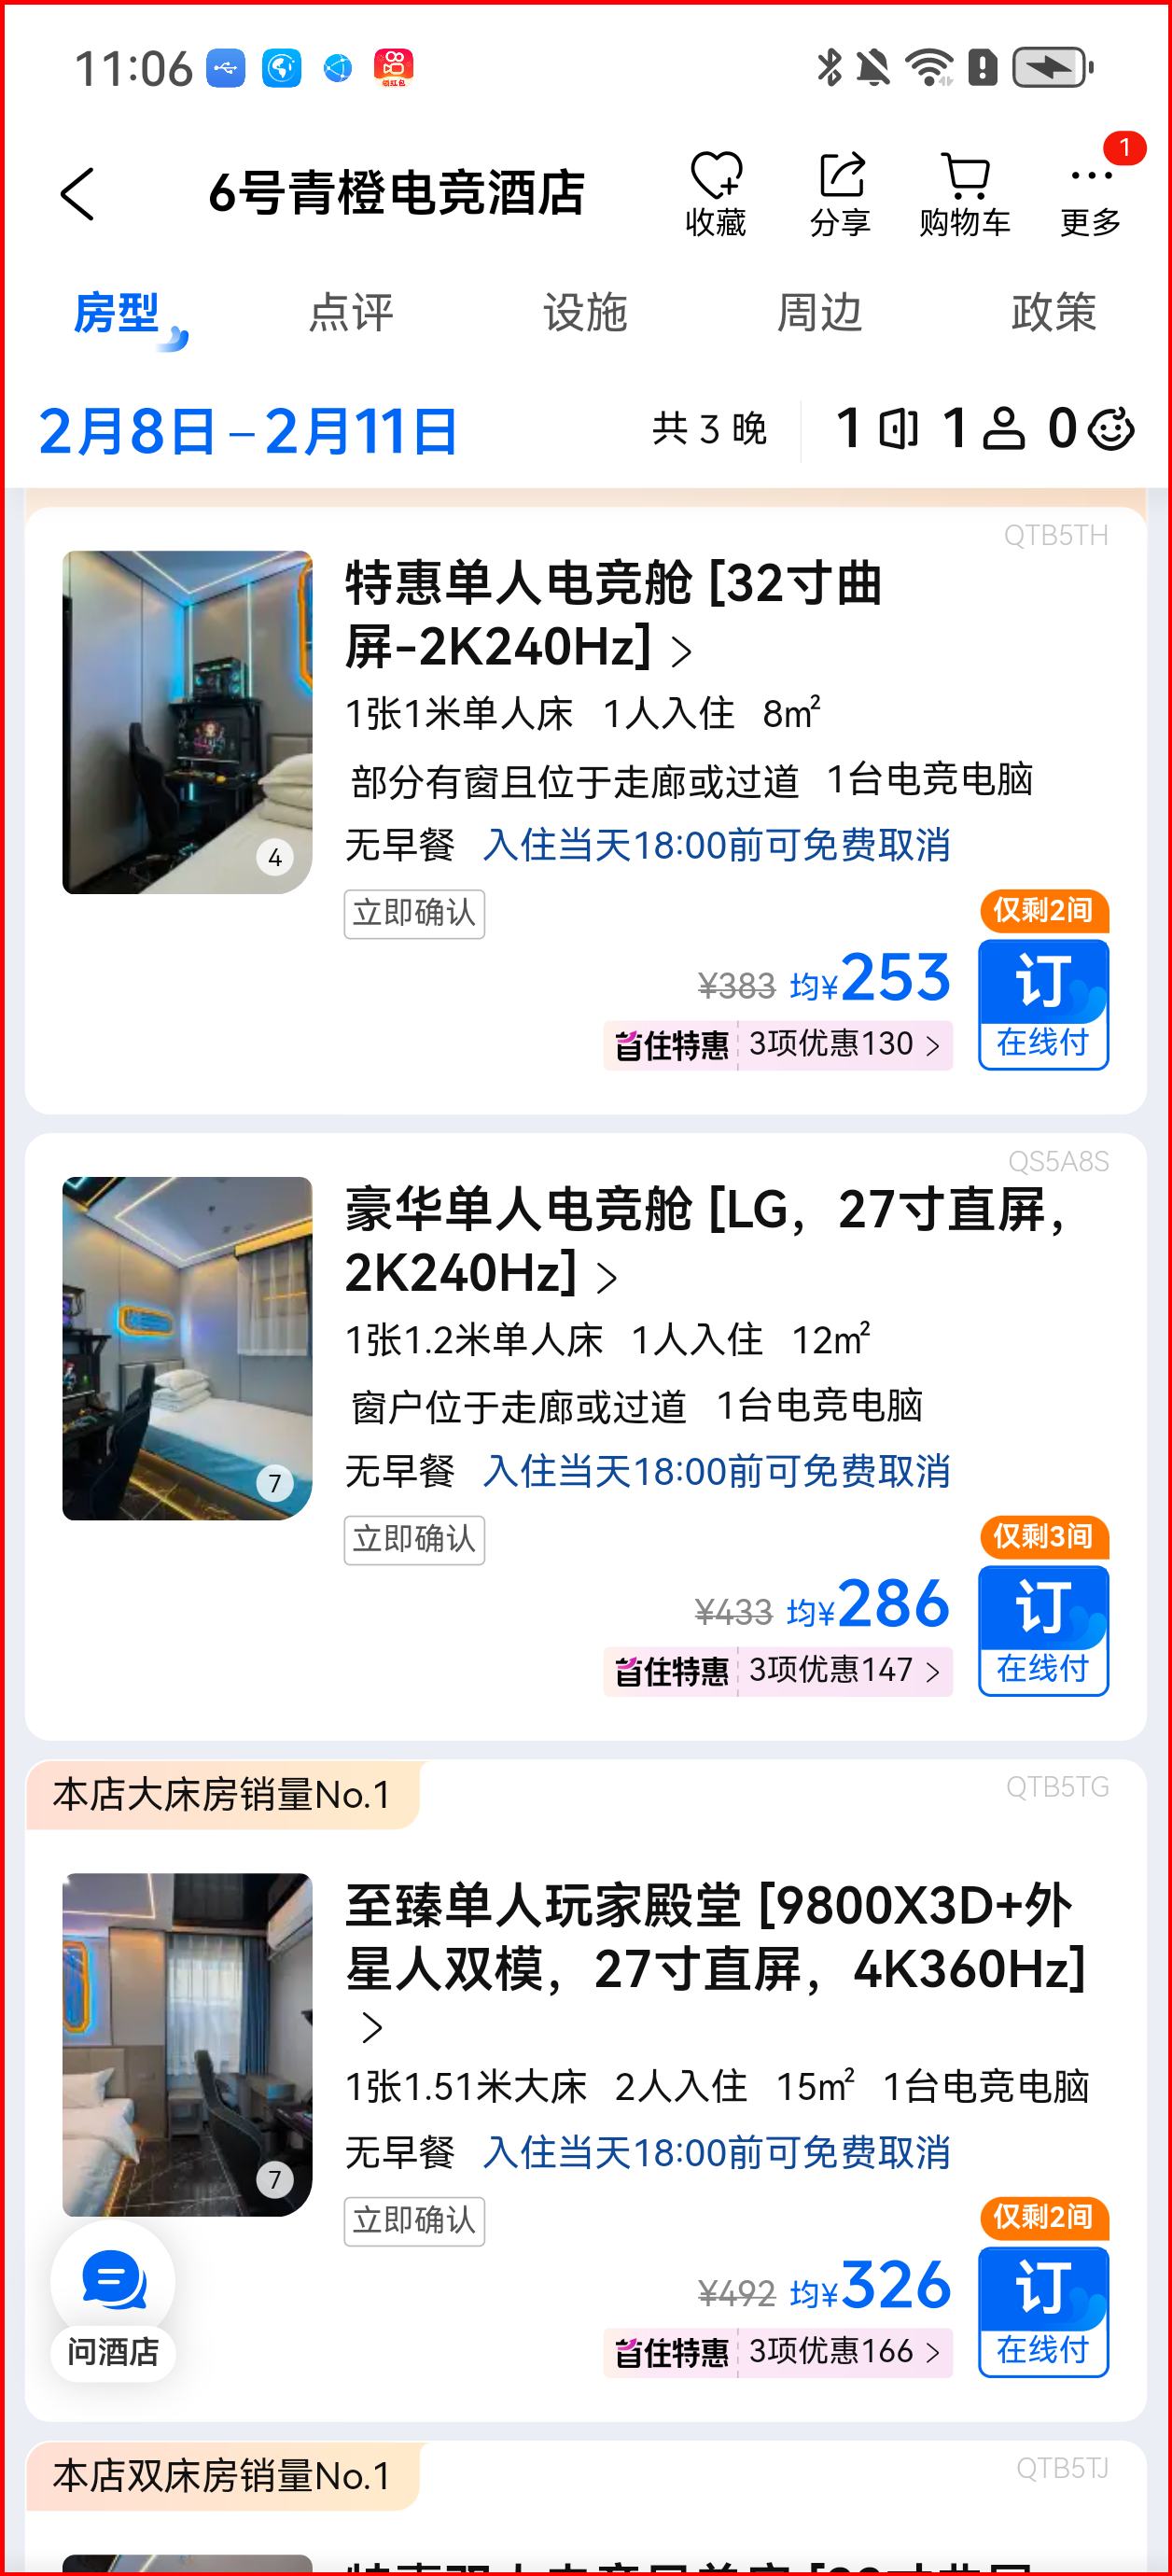 11:06
领红包
1
6号青橙电竞酒店
收藏 分享 购物车 更多
房型 点评 设施 周边 政策
2月8日 – 2月11日 共 3 晚 1 1 0
QTB5TH
特惠单人电竞舱 [32寸曲
屏-2K240Hz] >
1张1米单人床 1人入住 8㎡
部分有窗且位于走廊或过道 1台电竞电脑
无早餐 入住当天18:00前可免费取消
4
立即确认
仅剩2间
¥383 均¥253
订
首住特惠 3项优惠130 >
在线付
QS5A8S
豪华单人电竞舱 [LG，27寸直屏，
2K240Hz] >
1张1.2米单人床 1人入住 12㎡
窗户位于走廊或过道 1台电竞电脑
无早餐 入住当天18:00前可免费取消
7
立即确认
仅剩3间
¥433 均¥286
订
首住特惠 3项优惠147 >
在线付
本店大床房销量No.1
QTB5TG
至臻单人玩家殿堂 [9800X3D+外
星人双模，27寸直屏，4K360Hz]
>
1张1.51米大床 2人入住 15㎡ 1台电竞电脑
无早餐 入住当天18:00前可免费取消
7
立即确认
仅剩2间
¥492 均¥326
订
首住特惠 3项优惠166 >
在线付
问酒店
本店双床房销量No.1
QTB5TJ